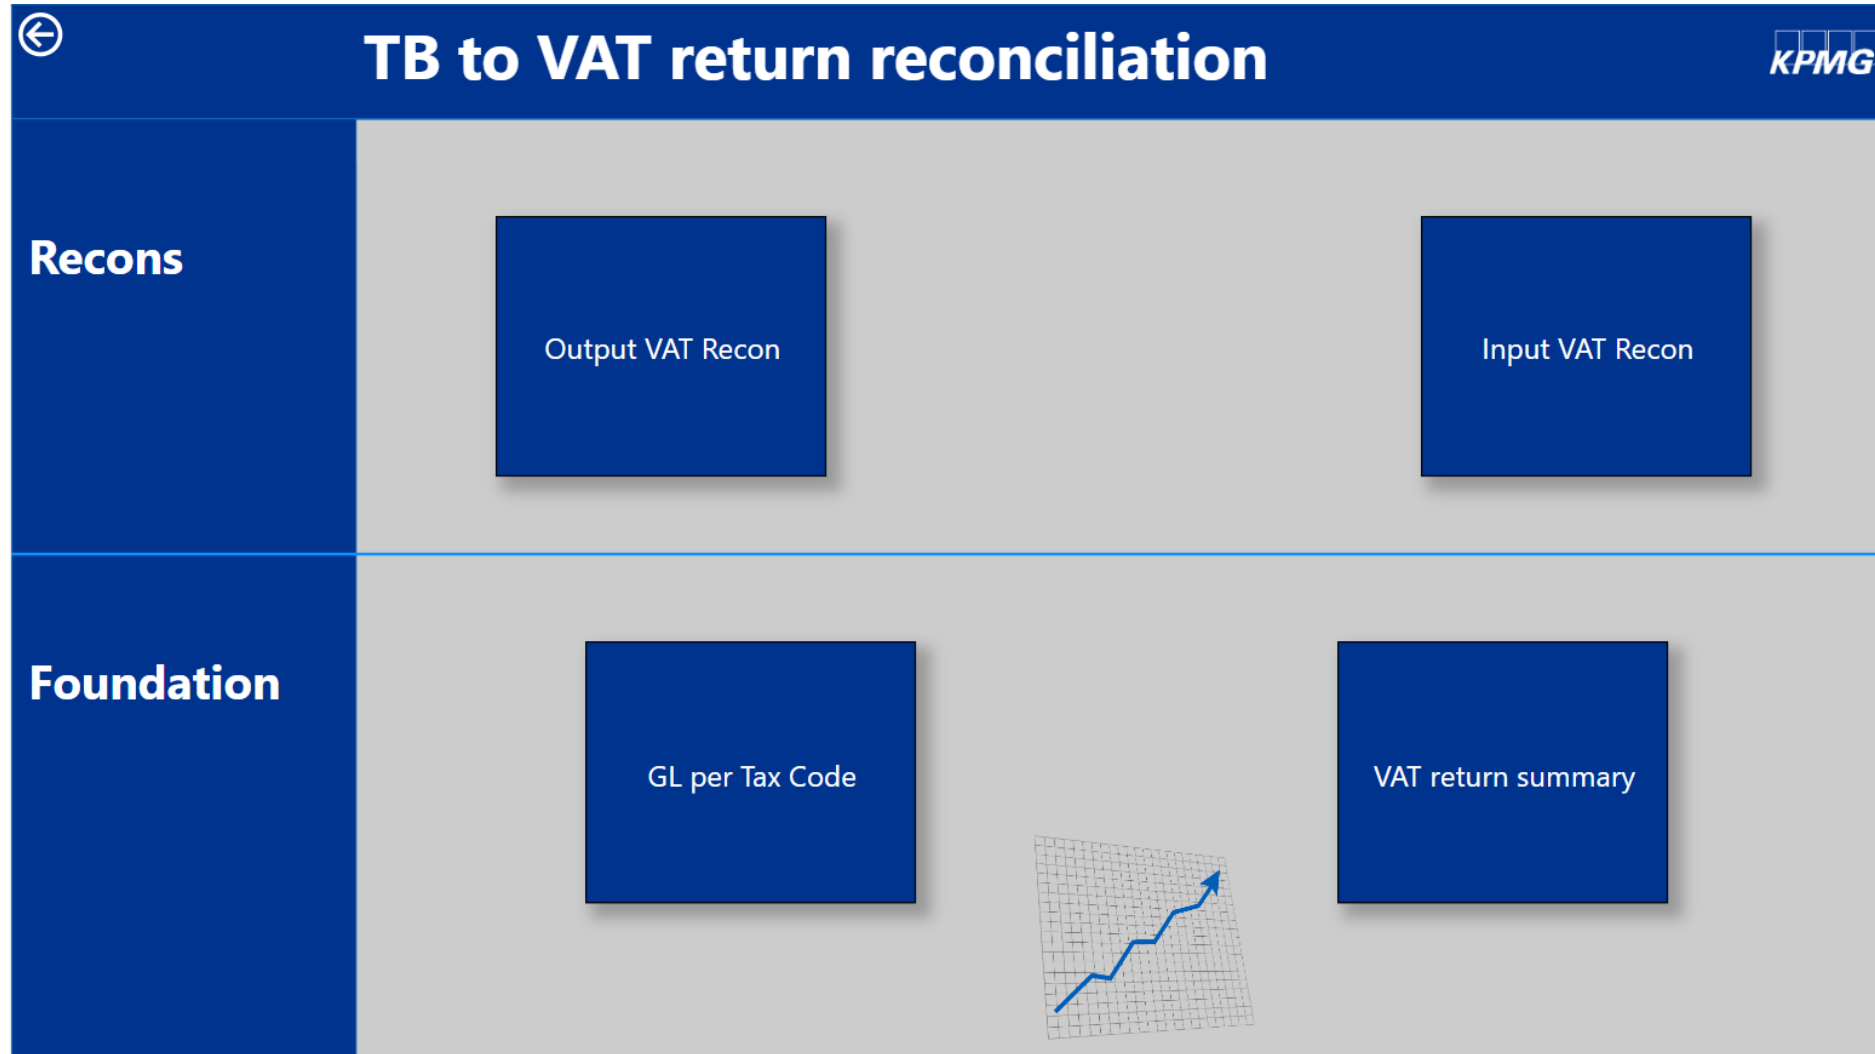 TB to VAT return reconciliation
KPMG
Recons
Output VAT Recon
Input VAT Recon
Foundation
GL per Tax Code
VAT return summary